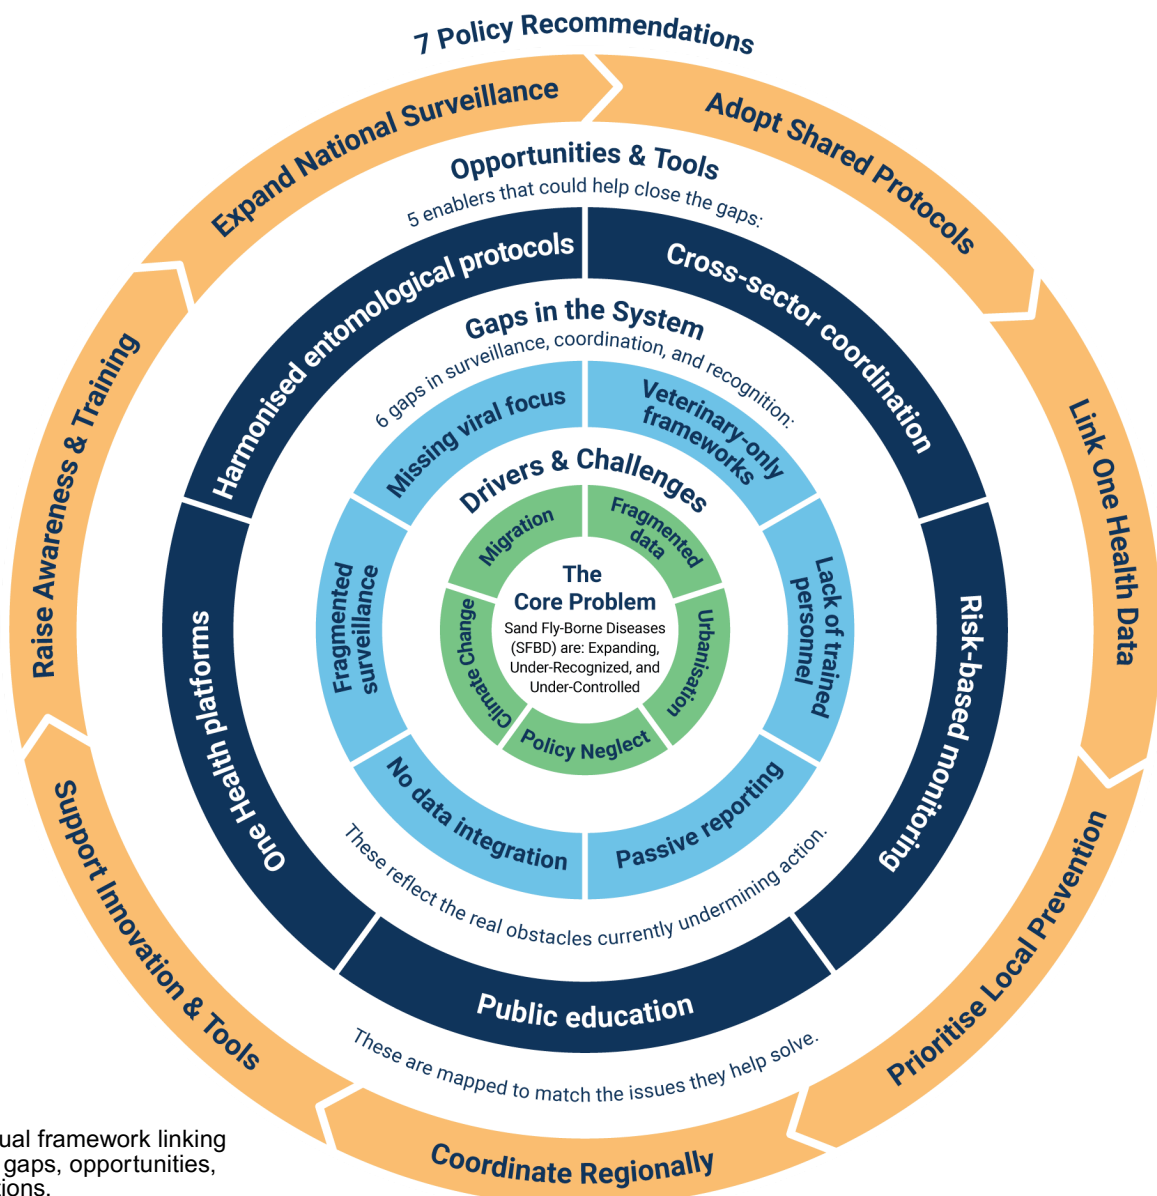 7 Policy Recommendations
Expand National Surveillance
Adopt Shared Protocols
Link One Health Data
Prioritise Local Prevention
Coordinate Regionally
Support Innovation & Tools
Raise Awareness & Training
Opportunities & Tools
5 enablers that could help close the gaps:
Harmonised entomological protocols
Cross-sector coordination
Risk-based monitoring
Public education
One Health platforms
These are mapped to match the issues they help solve.
Gaps in the System
6 gaps in surveillance, coordination, and recognition:
Missing viral focus
Veterinary-only
frameworks
Lack of trained
personnel
Passive reporting
No data integration
Fragmented
surveillance
These reflect the real obstacles currently undermining action.
Drivers & Challenges
Migration
Fragmented
data
Urbanisation
Policy Neglect
Climate Change
The
Core Problem
Sand Fly-Borne Diseases
(SFBD) are: Expanding,
Under-Recognized, and
Under-Controlled
framework linking
gaps, opportunities,